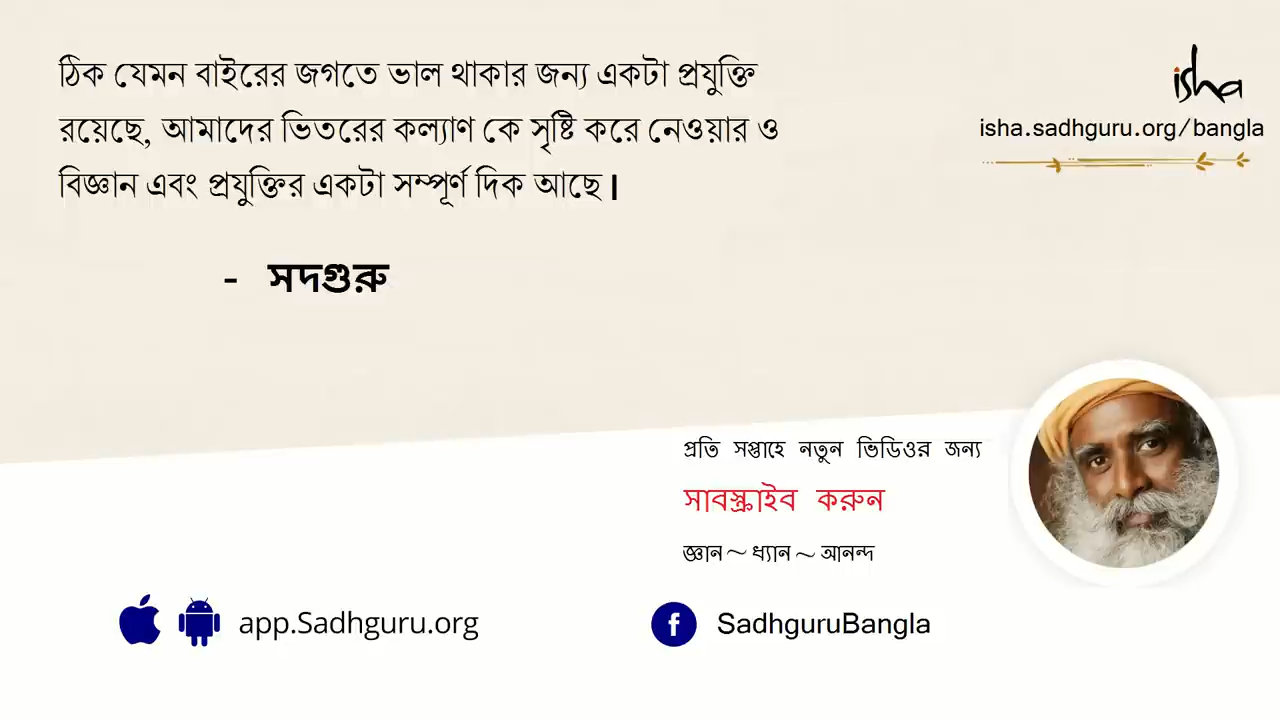 ঠিক যেমন বাইরের জগতে ভাল থাকার জন্য একটা প্রযুক্তি
রয়েছে, আমাদের ভিতরের কল্যাণ কে সৃষ্টি করে নেওয়ার ও
বিজ্ঞান এবং প্রযুক্তির একটা সম্পূর্ণ দিক আছে।
- সদগুরু
isha
isha.sadhguru.org/bangla
প্রতি সপ্তাহে নতুন ভিডিওর জন্য
সাবস্ক্রাইব করুন
জ্ঞান ~ ধ্যান ~ আনন্দ
app.Sadhguru.org
f SadhguruBangla